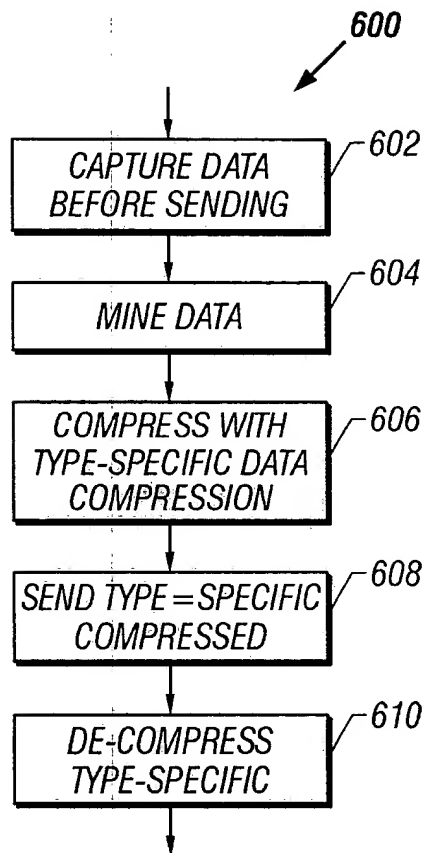 600
602
CAPTURE DATA
BEFORE SENDING
604
MINE DATA
606
COMPRESS WITH
TYPE-SPECIFIC DATA
COMPRESSION
608
SEND TYPE=SPECIFIC
COMPRESSED
610
DE-COMPRESS
TYPE-SPECIFIC